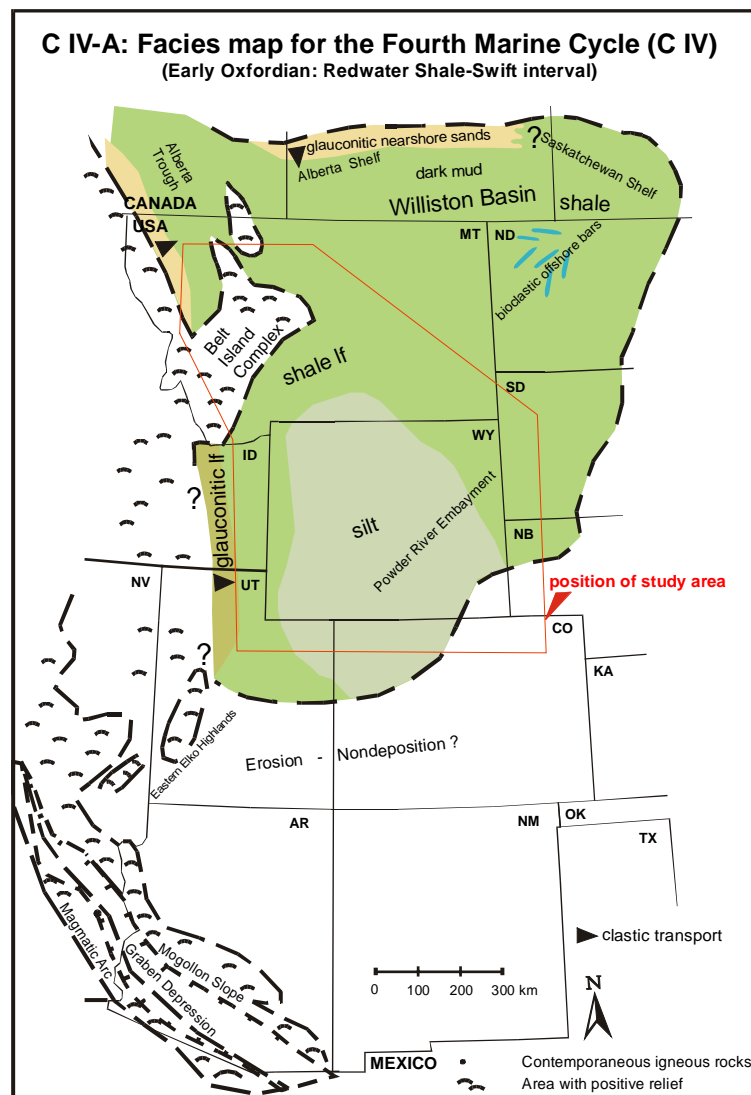 C IV-A: Facies map for the Fourth Marine Cycle (C IV)
(Early Oxfordian: Redwater Shale-Swift interval)
glauconitic nearshore sands
?
Saskatchewan Shelf
Alberta Trough
Alberta Shelf
dark mud
Williston Basin
shale
CANADA
USA
MT
ND
bioclastic offshore bars
Belt
Island
Complex
shale lf
SD
WY
ID
glauconitic lf
?
silt
Powder River Embayment
NB
NV
UT
position of study area
CO
?
KA
Eastern Elko Highlands
Erosion - Nondeposition ?
AR
NM
OK
TX
Magmatic Arc
Graben Depression
Mogollon Slope
clastic transport
0 100 200 300 km
N
MEXICO
Contemporaneous igneous rocks
Area with positive relief